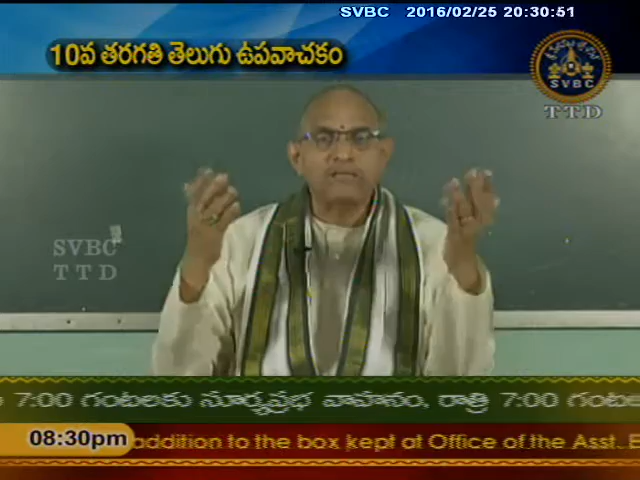 SVBC 2016/02/25 20:30:51
10వ తరగతి తెలుగు ఉపవాచకం
SVBC
TTD
SVBC
TTD
7:00 గంటలకు సూర్యప్రభ వాహనం, రాత్రి 7:00 గంటల
08:30pm
addition to the box kept at Office of the Asst. E